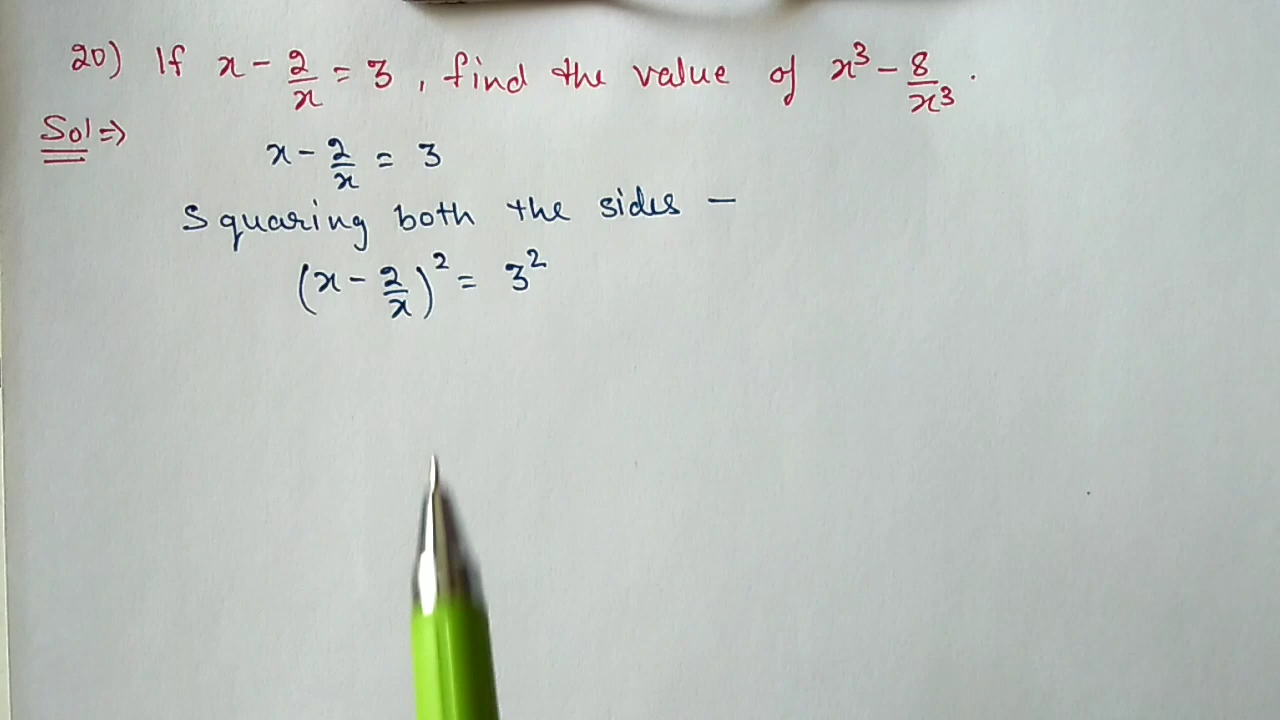 20) If x - 2/x = 3, find the value of x³ - 8/x³.
Sol ⇒
x - 2/x = 3
Squaring both the sides –
(x - 2/x)² = 3²